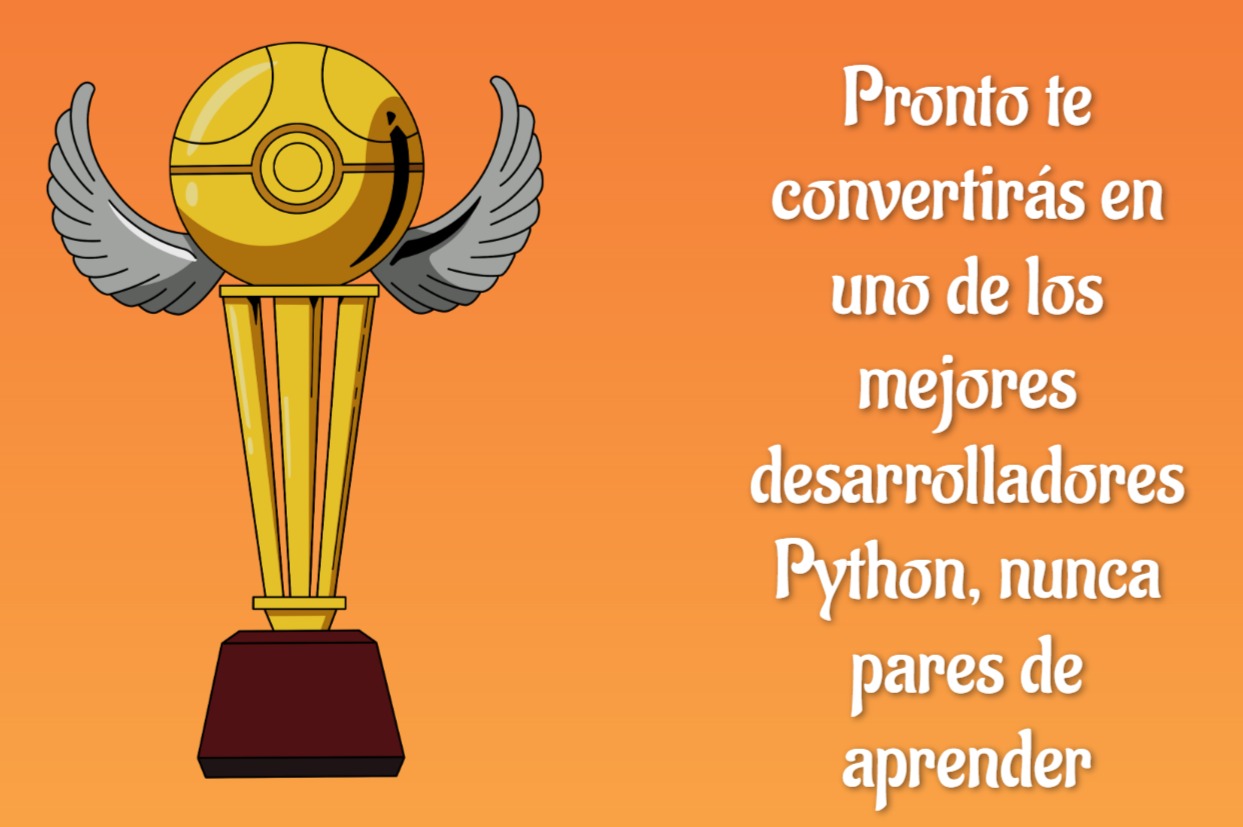 Pronto te
convertirás en
uno de los
mejores
desarrolladores
Python, nunca
pares de
aprender